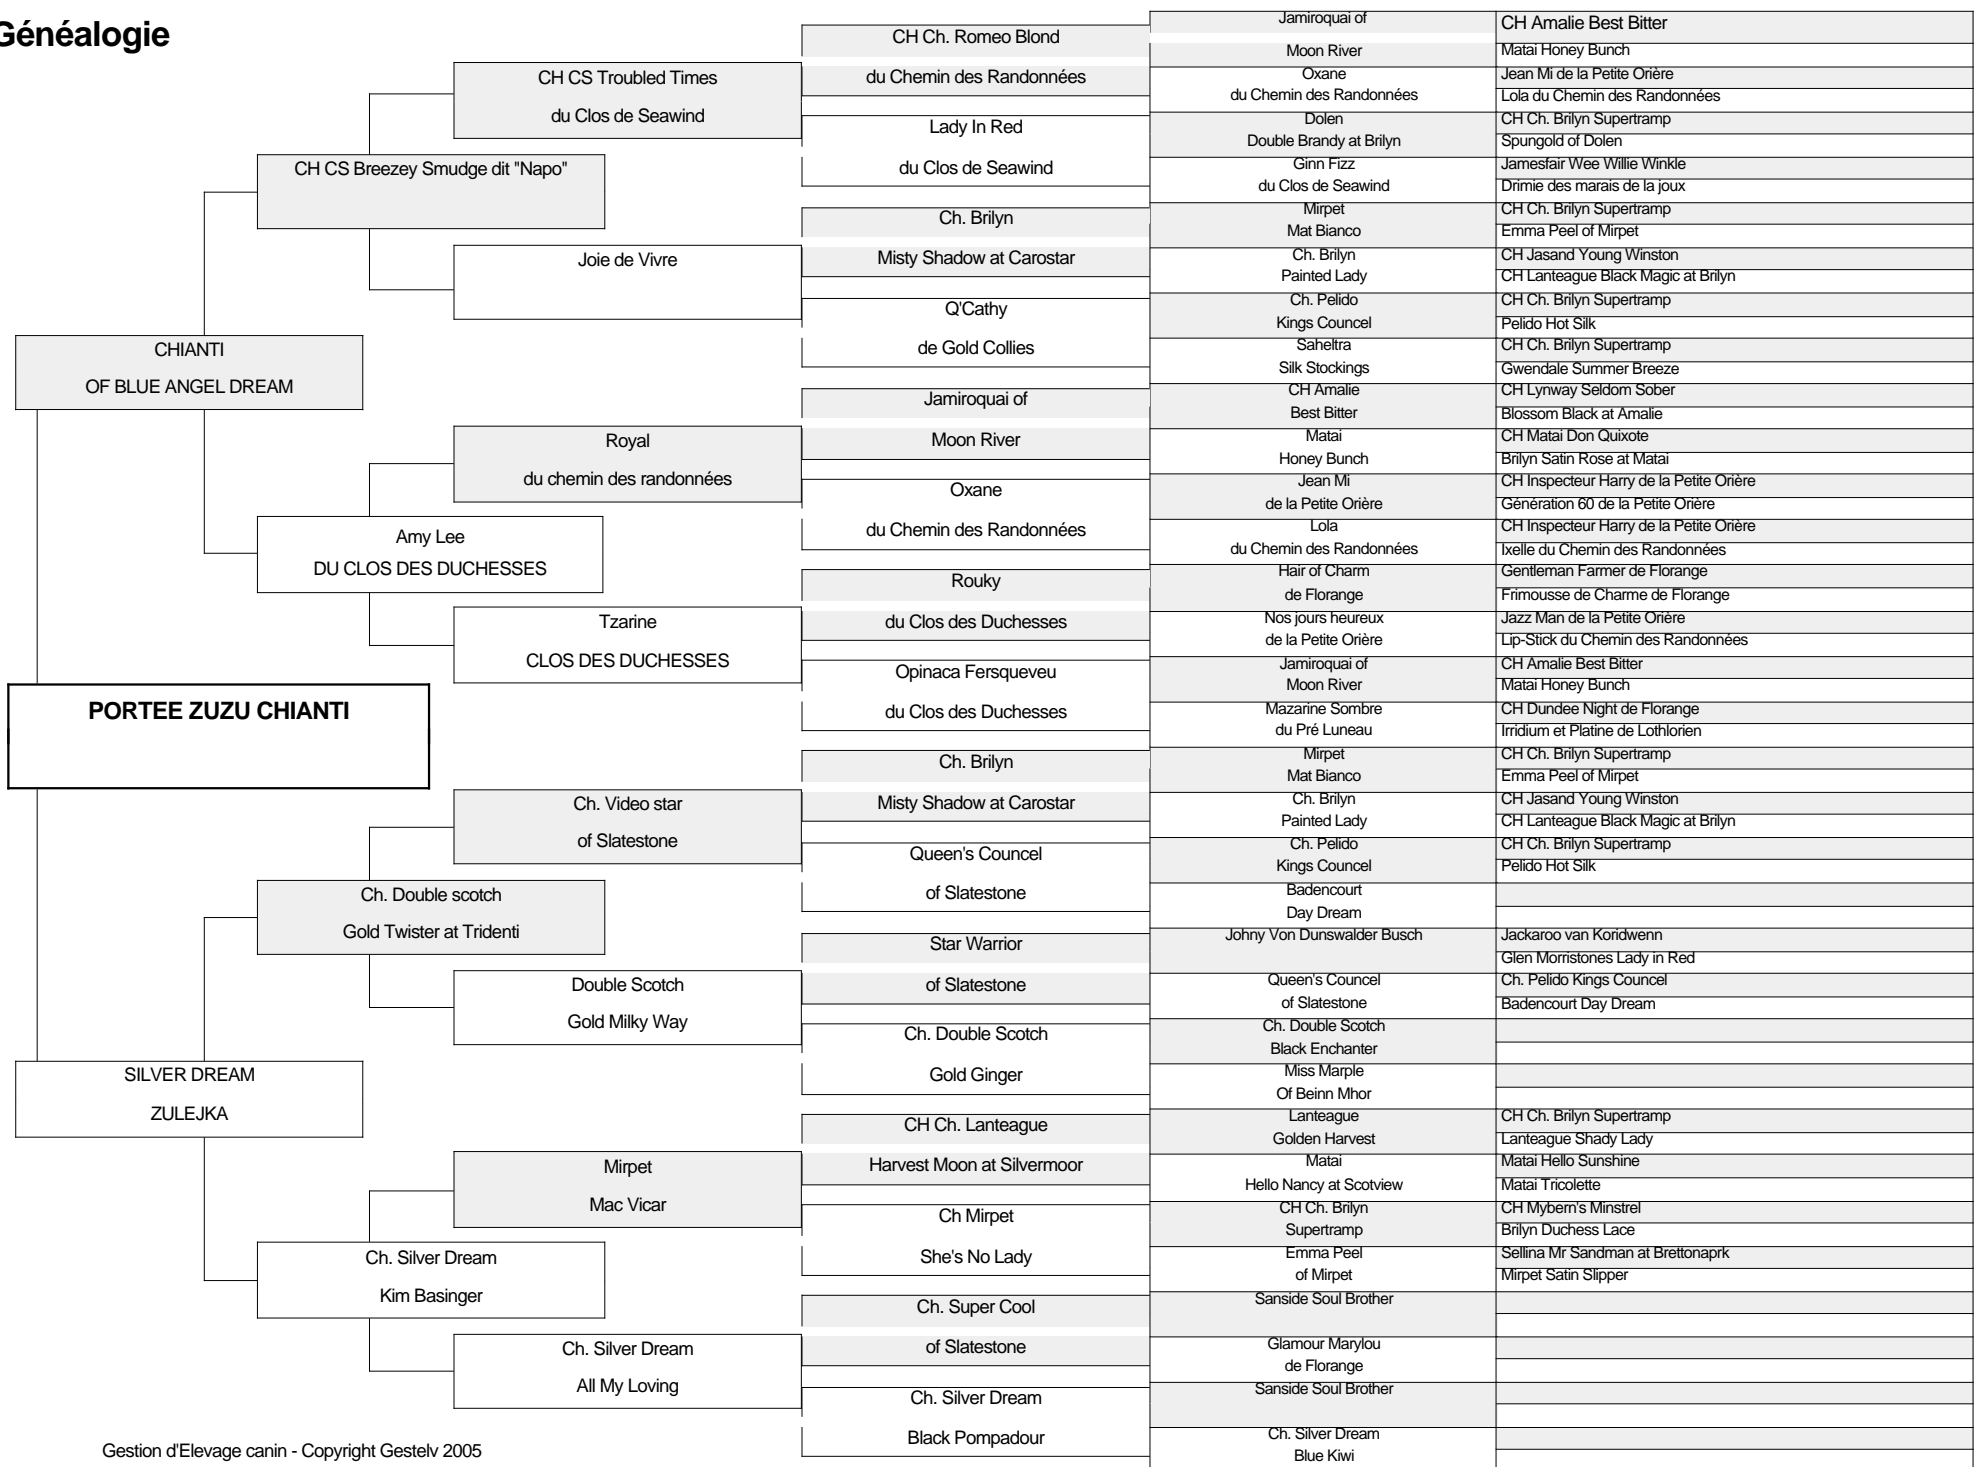 Généalogie
CHIANTI
OF BLUE ANGEL DREAM
PORTEE ZUZU CHIANTI
SILVER DREAM
ZULEJKA
CH CS Breezey Smudge dit "Napo"
Amy Lee
DU CLOS DES DUCHESSES
Ch. Double scotch
Gold Twister at Tridenti
Ch. Silver Dream
Kim Basinger
CH CS Troubled Times
du Clos de Seawind
Joie de Vivre
Royal
du chemin des randonnées
Tzarine
CLOS DES DUCHESSES
Ch. Video star
of Slatestone
Double Scotch
Gold Milky Way
Mirpet
Mac Vicar
Ch. Silver Dream
All My Loving
CH Ch. Romeo Blond
du Chemin des Randonnées
Lady In Red
du Clos de Seawind
Ch. Brilyn
Misty Shadow at Carostar
Q'Cathy
de Gold Collies
Jamiroquai of
Moon River
Oxane
du Chemin des Randonnées
Rouky
du Clos des Duchesses
Opinaca Fersqueveu
du Clos des Duchesses
Ch. Brilyn
Misty Shadow at Carostar
Queen's Councel
of Slatestone
Star Warrior
of Slatestone
Ch. Double Scotch
Gold Ginger
CH Ch. Lanteague
Harvest Moon at Silvermoor
Ch Mirpet
She's No Lady
Ch. Super Cool
of Slatestone
Ch. Silver Dream
Black Pompadour
Jamiroquai of
Moon River
Oxane
du Chemin des Randonnées
Dolen
Double Brandy at Brilyn
Ginn Fizz
du Clos de Seawind
Mirpet
Mat Bianco
Ch. Brilyn
Painted Lady
Ch. Pelido
Kings Councel
Saheltra
Silk Stockings
CH Amalie
Best Bitter
Matai
Honey Bunch
Jean Mi
de la Petite Orière
Lola
du Chemin des Randonnées
Hair of Charm
de Florange
Nos jours heureux
de la Petite Orière
Jamiroquai of
Moon River
Mazarine Sombre
du Pré Luneau
Mirpet
Mat Bianco
Ch. Brilyn
Painted Lady
Ch. Pelido
Kings Councel
Badencourt
Day Dream
Johny Von Dunswalder Busch
Queen's Councel
of Slatestone
Ch. Double Scotch
Black Enchanter
Miss Marple
Of Beinn Mhor
Lanteague
Golden Harvest
Matai
Hello Nancy at Scotview
CH Ch. Brilyn
Supertramp
Emma Peel
of Mirpet
Sanside Soul Brother
Glamour Marylou
de Florange
Sanside Soul Brother
Ch. Silver Dream
Blue Kiwi
CH Amalie Best Bitter
Matai Honey Bunch
Jean Mi de la Petite Orière
Lola du Chemin des Randonnées
CH Ch. Brilyn Supertramp
Spungold of Dolen
Jamesfair Wee Willie Winkle
Drimie des marais de la joux
CH Ch. Brilyn Supertramp
Emma Peel of Mirpet
CH Jasand Young Winston
CH Lanteague Black Magic at Brilyn
CH Ch. Brilyn Supertramp
Pelido Hot Silk
CH Ch. Brilyn Supertramp
Gwendale Summer Breeze
CH Lynway Seldom Sober
Blossom Black at Amalie
CH Matai Don Quixote
Brilyn Satin Rose at Matai
CH Inspecteur Harry de la Petite Orière
Génération 60 de la Petite Orière
CH Inspecteur Harry de la Petite Orière
Ixelle du Chemin des Randonnées
Gentleman Farmer de Florange
Frimousse de Charme de Florange
Jazz Man de la Petite Orière
Lip-Stick du Chemin des Randonnées
CH Amalie Best Bitter
Matai Honey Bunch
CH Dundee Night de Florange
Irridium et Platine de Lothlorien
CH Ch. Brilyn Supertramp
Emma Peel of Mirpet
CH Jasand Young Winston
CH Lanteague Black Magic at Brilyn
CH Ch. Brilyn Supertramp
Pelido Hot Silk
Jackaroo van Koridwenn
Glen Morristones Lady in Red
Ch. Pelido Kings Councel
Badencourt Day Dream
CH Ch. Brilyn Supertramp
Lanteague Shady Lady
Matai Hello Sunshine
Matai Tricolette
CH Mybern's Minstrel
Brilyn Duchess Lace
Sellina Mr Sandman at Brettonaprk
Mirpet Satin Slipper
Gestion d'Elevage canin - Copyright Gestelv 2005